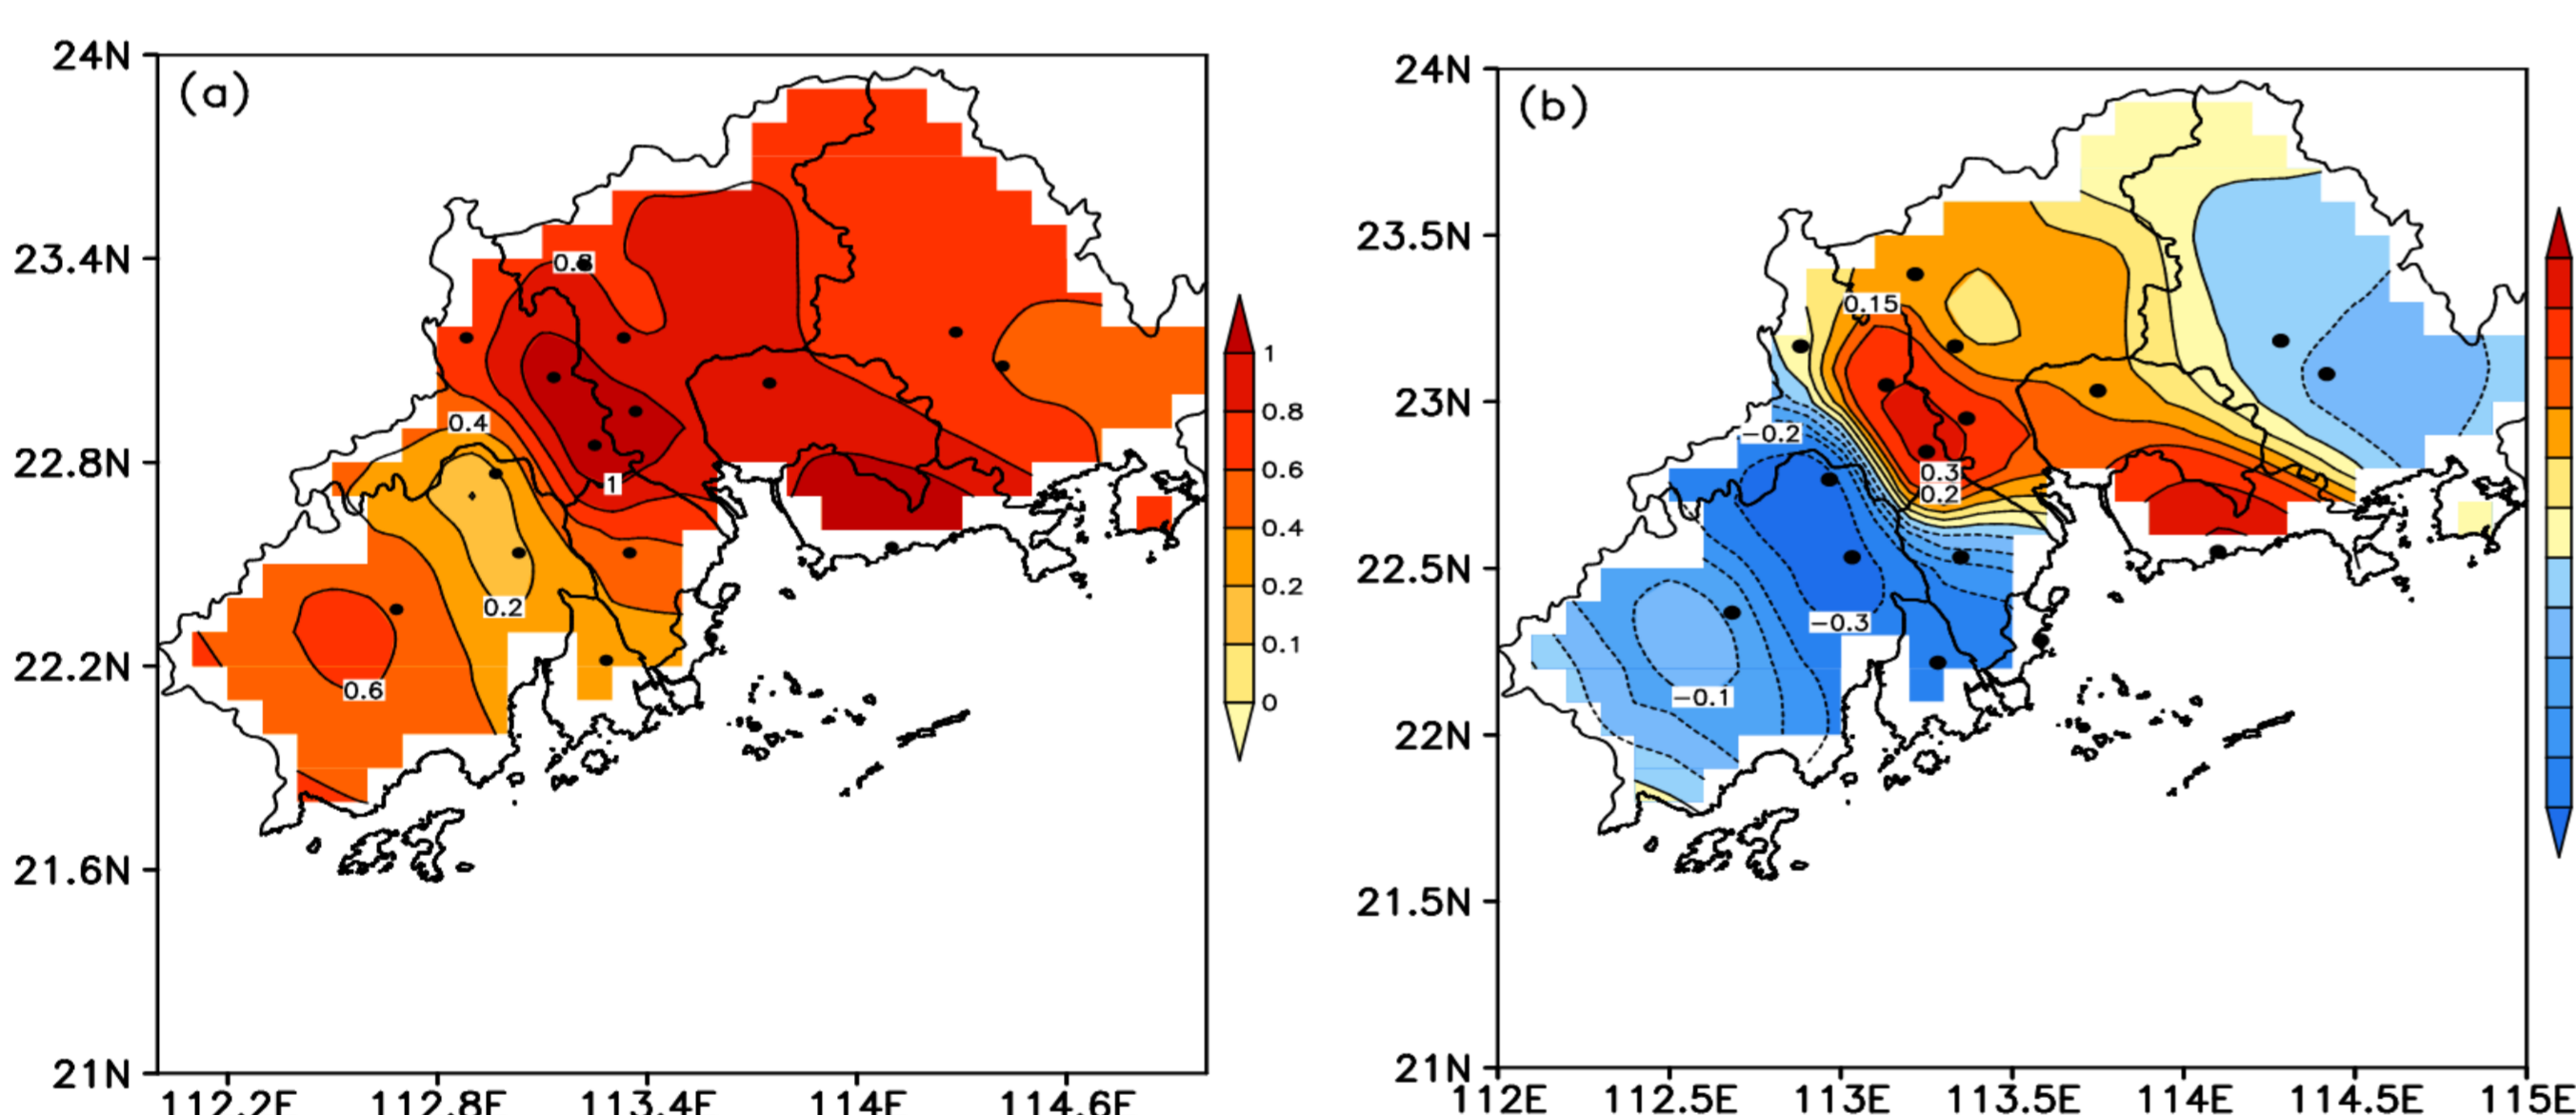 (a)
24N
23.4N
22.8N
22.2N
21.6N
21N
112.2E
112.8E
113.4E
114E
114.6E
0.8
0.4
1
0.2
0.6
1
0.8
0.6
0.4
0.2
0.1
0
(b)
24N
23.5N
23N
22.5N
22N
21.5N
21N
112E
112.5E
113E
113.5E
114E
114.5E
115E
0.15
−0.2
0.3
0.2
−0.3
−0.1